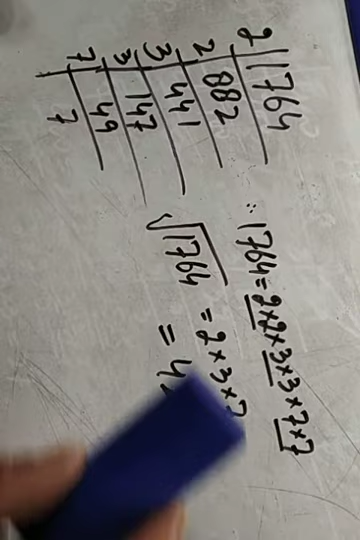 2 | 1764
2 | 882
3 | 441
3 | 147
7 | 49
7
∴ 1764 = 2×2×3×3×7×7
√1764 = 2×3×7
= 4